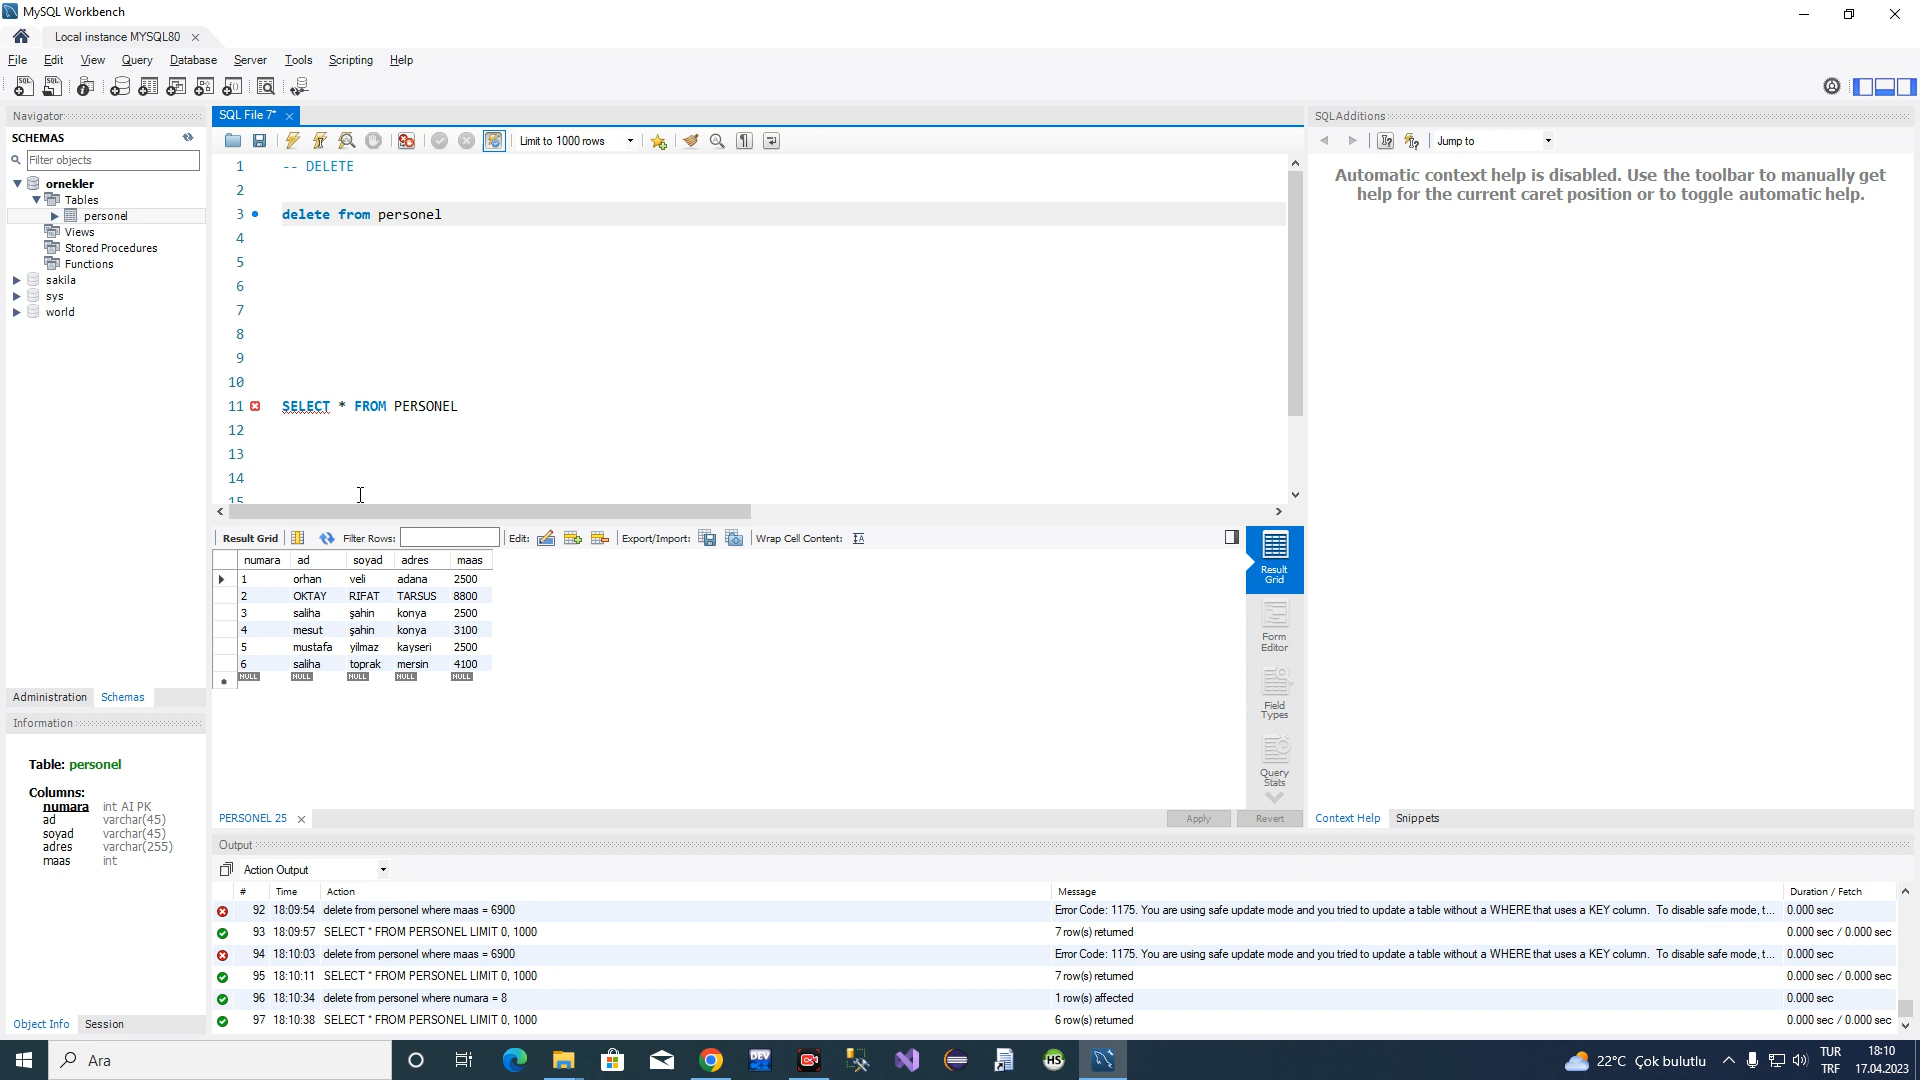 MySQL Workbench
Local instance MYSQL80
File Edit View Query Database Server Tools Scripting Help
Navigator
SCHEMAS
Filter objects
ornekler
Tables
personel
Views
Stored Procedures
Functions
sakila
sys
world
Administration Schemas
Information
Table: personel
Columns:
numara int AI PK
ad varchar(45)
soyad varchar(45)
adres varchar(255)
maas int
Object Info Session
SQL File 7*
Limit to 1000 rows
1 -- DELETE
2
3 delete from personel
4
5
6
7
8
9
10
11 SELECT * FROM PERSONEL
12
13
14
15
Result Grid Filter Rows: Edit: Export/Import: Wrap Cell Content:
numara ad soyad adres maas
1 orhan veli adana 2500
2 OKTAY RIFAT TARSUS 8800
3 saliha şahin konya 2500
4 mesut şahin konya 3100
5 mustafa yilmaz kayseri 2500
6 saliha toprak mersin 4100
NULL NULL NULL NULL NULL
Result
Grid
Form
Editor
Field
Types
Query
Stats
PERSONEL 25
Apply Revert
SQLAdditions
Jump to
Automatic context help is disabled. Use the toolbar to manually get
help for the current caret position or to toggle automatic help.
Context Help Snippets
Output
Action Output
# Time Action Message Duration / Fetch
92 18:09:54 delete from personel where maas = 6900 Error Code: 1175. You are using safe update mode and you tried to update a table without a WHERE that uses a KEY column. To disable safe mode, t... 0.000 sec
93 18:09:57 SELECT * FROM PERSONEL LIMIT 0, 1000 7 row(s) returned 0.000 sec / 0.000 sec
94 18:10:03 delete from personel where maas = 6900 Error Code: 1175. You are using safe update mode and you tried to update a table without a WHERE that uses a KEY column. To disable safe mode, t... 0.000 sec
95 18:10:11 SELECT * FROM PERSONEL LIMIT 0, 1000 7 row(s) returned 0.000 sec / 0.000 sec
96 18:10:34 delete from personel where numara = 8 1 row(s) affected 0.000 sec
97 18:10:38 SELECT * FROM PERSONEL LIMIT 0, 1000 6 row(s) returned 0.000 sec / 0.000 sec
Ara
DEV
HS
22°C Çok bulutlu
TUR
TRF
18:10
17.04.2023